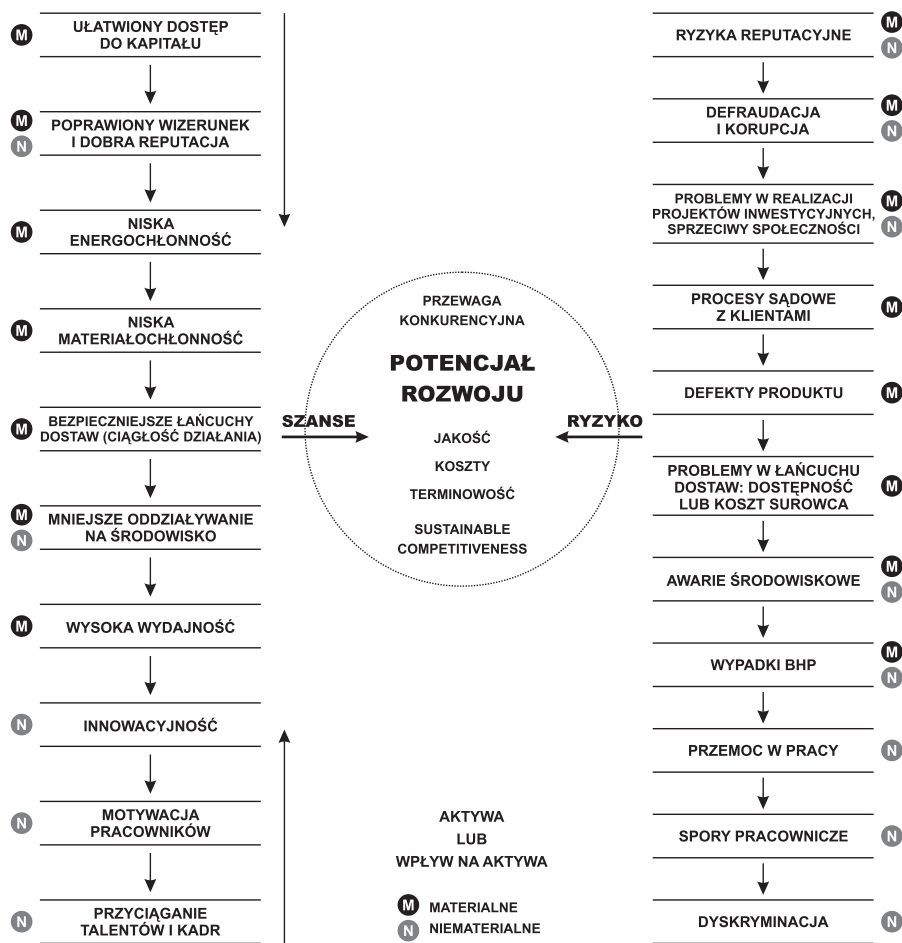 M
UŁATWIONY DOSTĘP
DO KAPITAŁU
M
N
POPRAWIONY WIZERUNEK
I DOBRA REPUTACJA
M
NISKA
ENERGOCHŁONNOŚĆ
M
NISKA
MATERIAŁOCHŁONNOŚĆ
M
BEZPIECZNIEJSZE ŁAŃCUCHY
DOSTAW (CIĄGŁOŚĆ DZIAŁANIA)
M
N
MNIEJSZE ODDZIAŁYWANIE
NA ŚRODOWISKO
M
WYSOKA WYDAJNOŚĆ
N
INNOWACYJNOŚĆ
N
MOTYWACJA
PRACOWNIKÓW
N
PRZYCIĄGANIE
TALENTÓW I KADR
SZANSE
PRZEWAGA
KONKURENCYJNA
POTENCJAŁ
ROZWOJU
JAKOŚĆ
KOSZTY
TERMINOWOŚĆ
SUSTAINABLE
COMPETITIVENESS
RYZYKO
AKTYWA
LUB
WPŁYW NA AKTYWA
M MATERIALNE
N NIEMATERIALNE
RYZYKA REPUTACYJNE
M
N
DEFRAUDACJA
I KORUPCJA
M
N
PROBLEMY W REALIZACJI
PROJEKTÓW INWESTYCYJNYCH,
SPRZECIWY SPOŁECZNOŚCI
M
N
PROCESY SĄDOWE
Z KLIENTAMI
M
DEFEKTY PRODUKTU
M
PROBLEMY W ŁAŃCUCHU
DOSTAW: DOSTĘPNOŚĆ
LUB KOSZT SUROWCA
M
AWARIE ŚRODOWISKOWE
M
N
WYPADKI BHP
M
N
PRZEMOC W PRACY
N
SPORY PRACOWNICZE
N
DYSKRYMINACJA
N